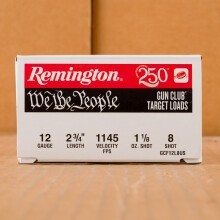 Remington
250
GUN CLUB
TARGET LOADS
We the People
12 2 3/4" 1145 1 1/8 8
GAUGE LENGTH VELOCITY OZ. SHOT SHOT
FPS
GCF12L8US